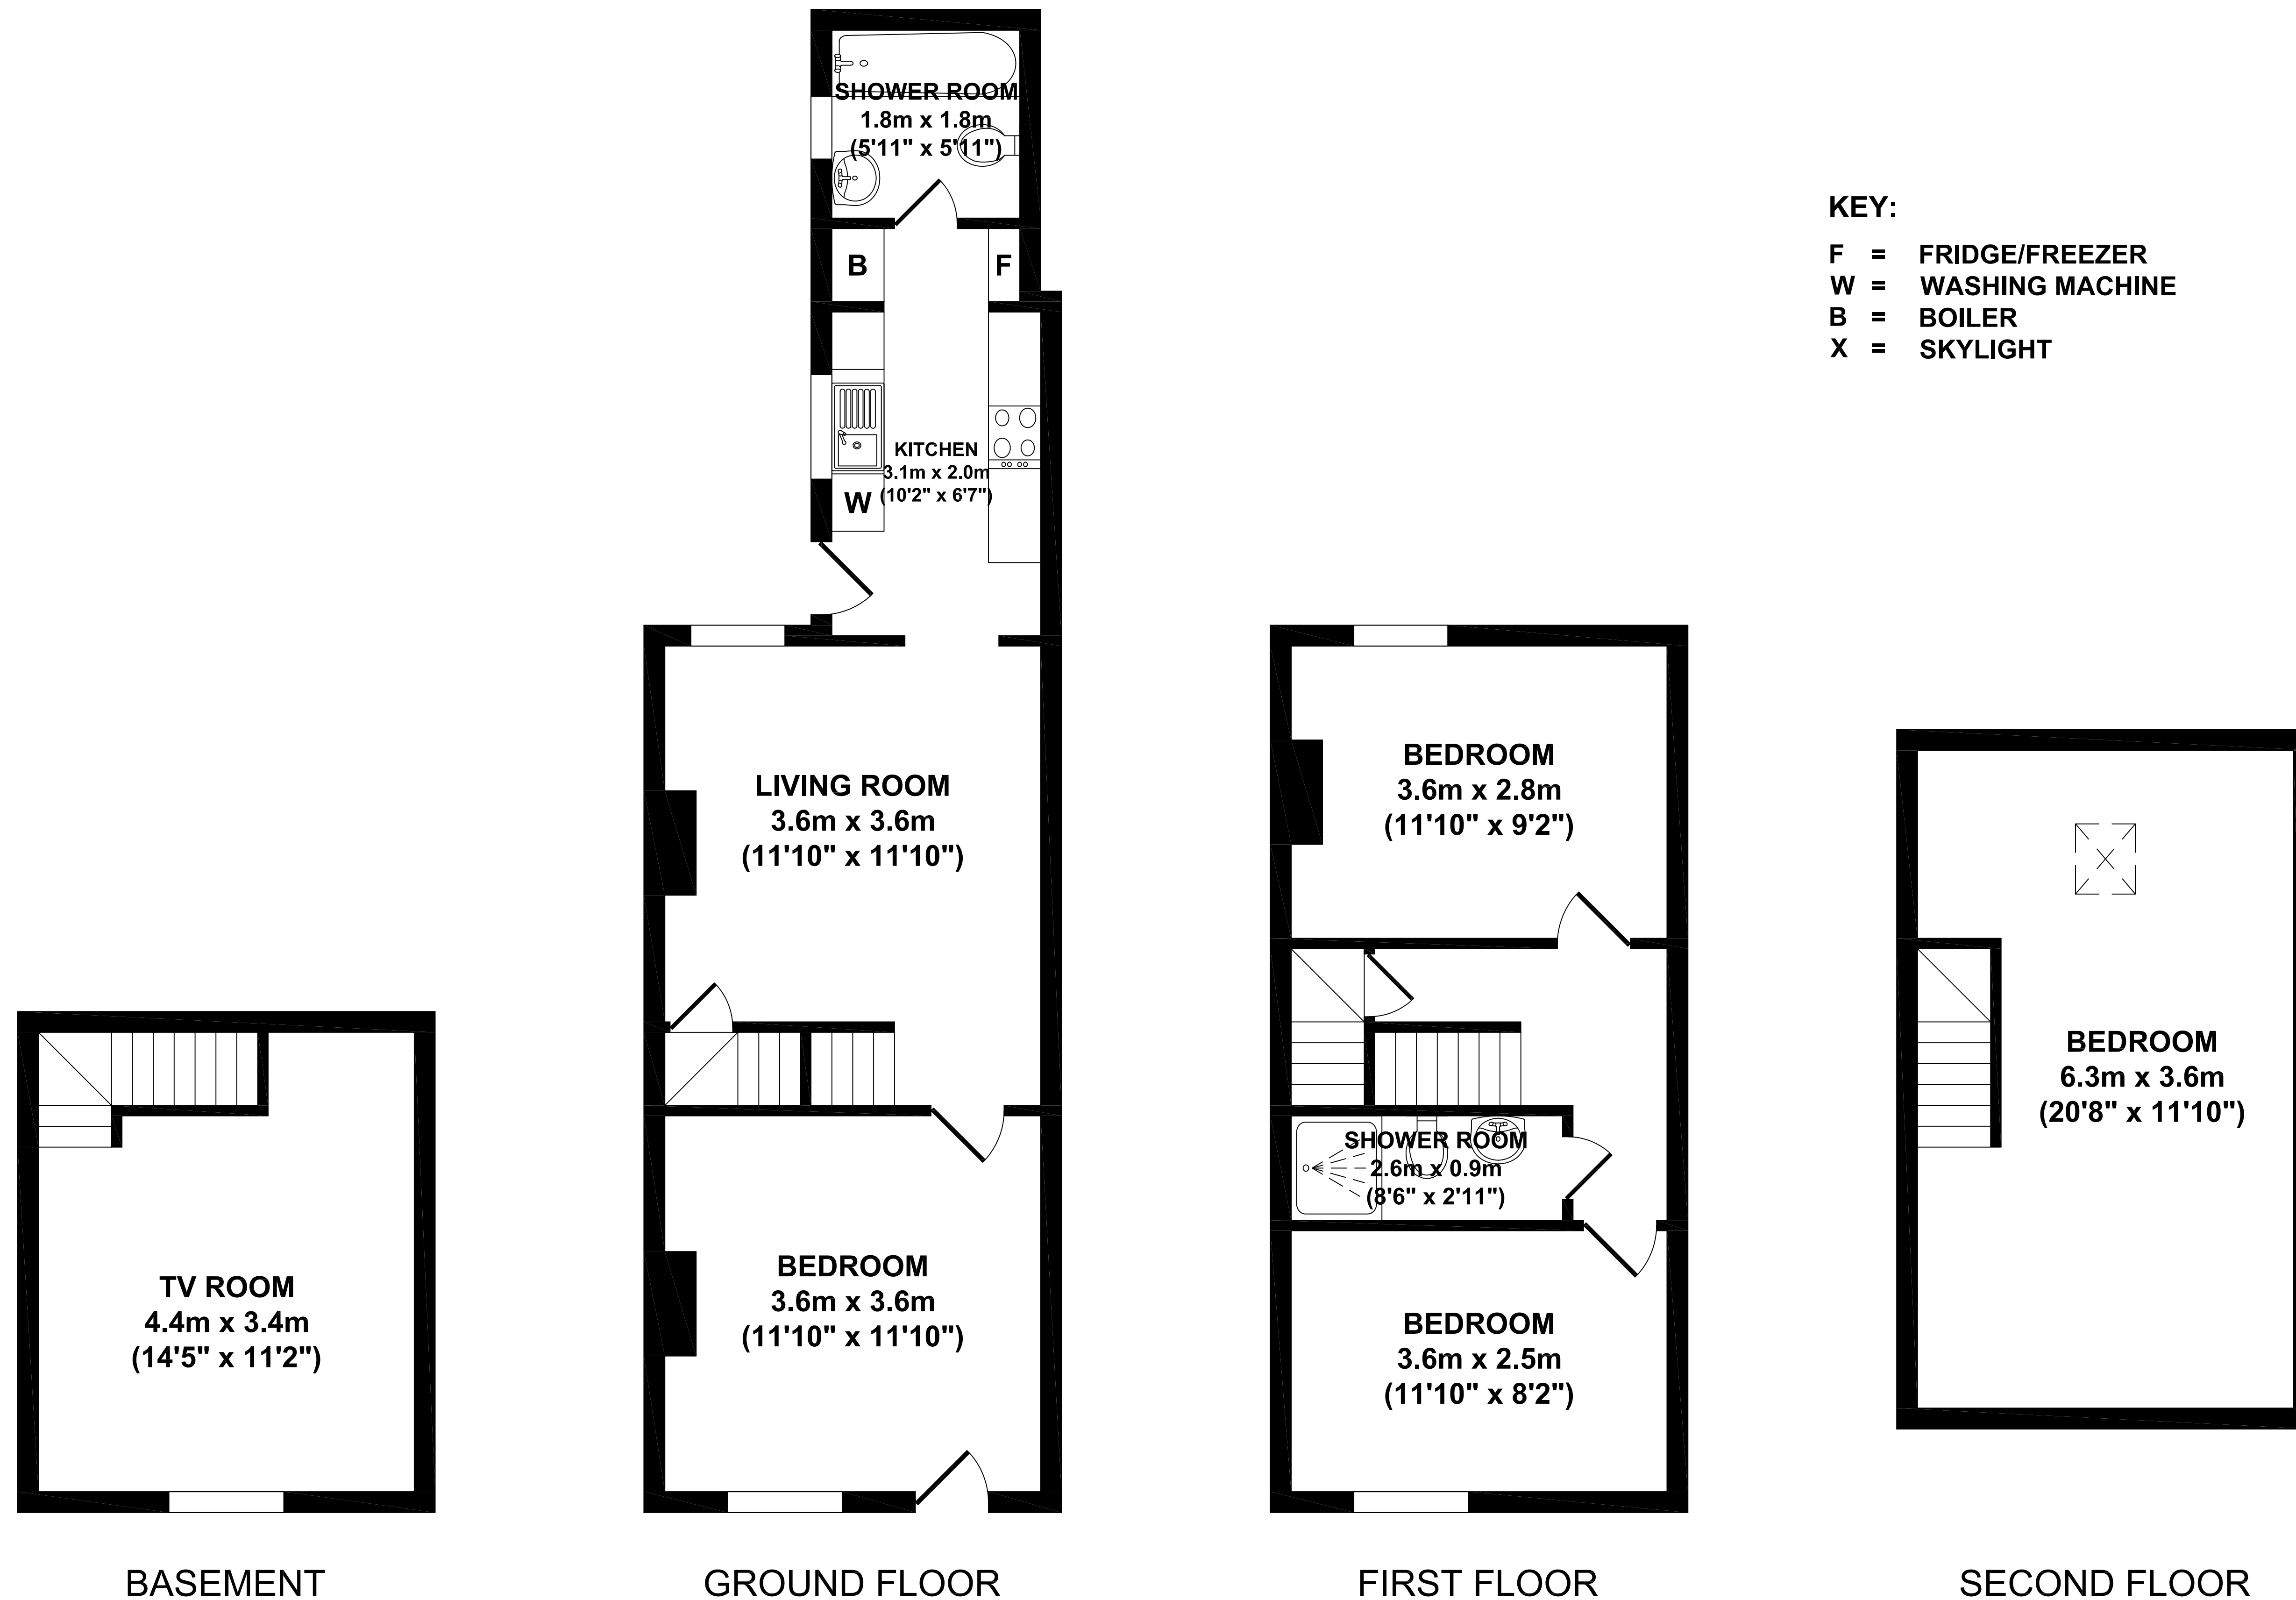 SHOWER ROOM
1.8m x 1.8m
(5'11" x 5'11")
B
F
KITCHEN
3.1m x 2.0m
(10'2" x 6'7")
W
KEY:
F = FRIDGE/FREEZER
W = WASHING MACHINE
B = BOILER
X = SKYLIGHT
LIVING ROOM
3.6m x 3.6m
(11'10" x 11'10")
BEDROOM
3.6m x 2.8m
(11'10" x 9'2")
BEDROOM
6.3m x 3.6m
(20'8" x 11'10")
SHOWER ROOM
2.6m x 0.9m
(8'6" x 2'11")
TV ROOM
4.4m x 3.4m
(14'5" x 11'2")
BEDROOM
3.6m x 3.6m
(11'10" x 11'10")
BEDROOM
3.6m x 2.5m
(11'10" x 8'2")
BASEMENT
GROUND FLOOR
FIRST FLOOR
SECOND FLOOR